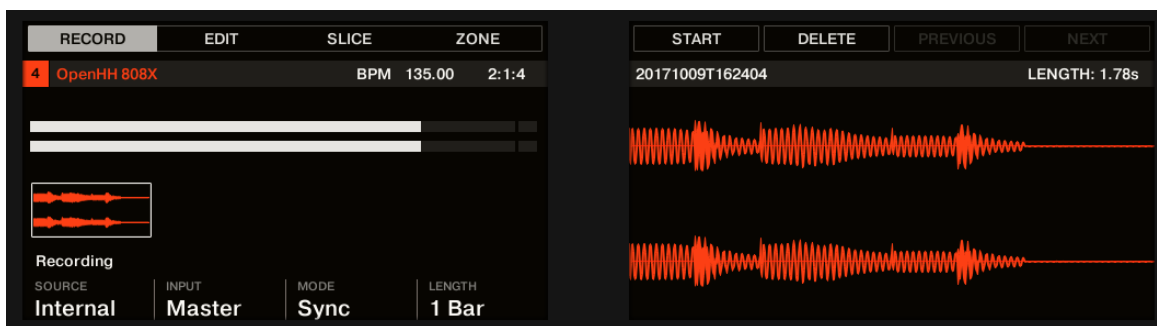 RECORD EDIT SLICE ZONE
4 OpenHH 808X BPM 135.00 2:1:4
Recording
SOURCE INPUT MODE LENGTH
Internal Master Sync 1 Bar
START DELETE PREVIOUS NEXT
20171009T162404 LENGTH: 1.78s